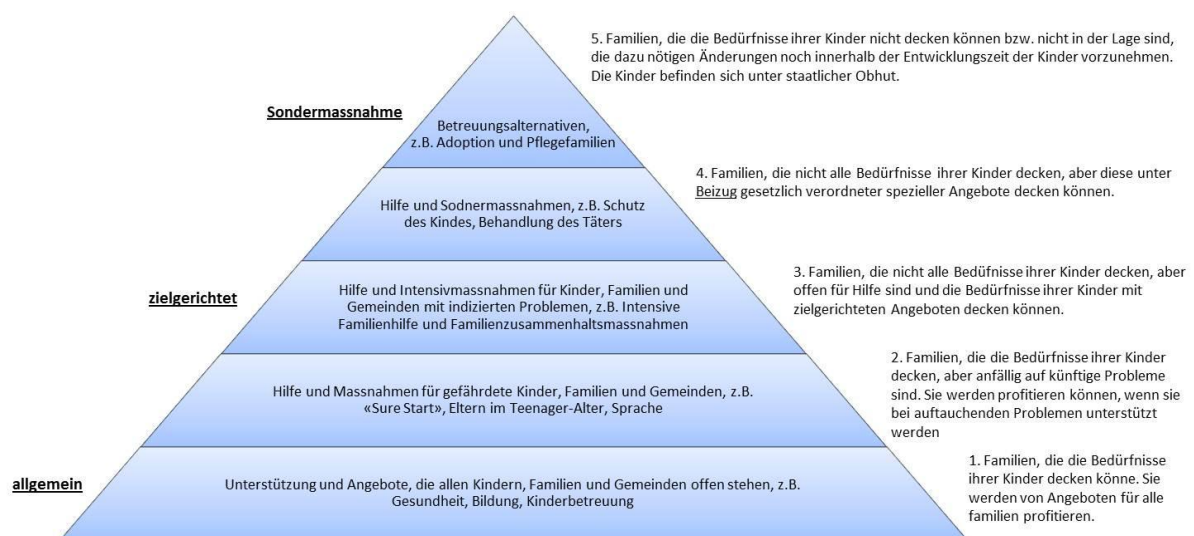 5. Familien, die die Bedürfnisse ihrer Kinder nicht decken können bzw. nicht in der Lage sind,
die dazu nötigen Änderungen noch innerhalb der Entwicklungszeit der Kinder vorzunehmen.
Die Kinder befinden sich unter staatlicher Obhut.
Sondermassnahme
Betreuungsalternativen,
z.B. Adoption und Pflegefamilien
4. Familien, die nicht alle Bedürfnisse ihrer Kinder decken, aber diese unter
Beizug gesetzlich verordneter spezieller Angebote decken können.
Hilfe und Sodnermassnahmen, z.B. Schutz
des Kindes, Behandlung des Täters
3. Familien, die nicht alle Bedüfnisse ihrer Kinder decken, aber
offen für Hilfe sind und die Bedürfnisse ihrer Kinder mit
zielgerichteten Angeboten decken können.
zielgerichtet
Hilfe und Intensivmassnahmen für Kinder, Familien und
Gemeinden mit indizierten Problemen, z.B. Intensive
Familienhilfe und Familienzusammenhaltsmassnahmen
2. Familien, die die Bedürfnisse ihrer Kinder
decken, aber anfällig auf künftige Probleme
sind. Sie werden profitieren können, wenn sie
bei auftauchenden Problemen unterstützt
werden
Hilfe und Massnahmen für gefährdete Kinder, Familien und Gemeinden, z.B.
«Sure Start», Eltern im Teenager-Alter, Sprache
1. Familien, die die Bedürfnisse
ihrer Kinder decken könne. Sie
werden von Angeboten für alle
familien profitieren.
allgemein
Unterstützung und Angebote, die allen Kindern, Familien und Gemeinden offen stehen, z.B.
Gesundheit, Bildung, Kinderbetreuung